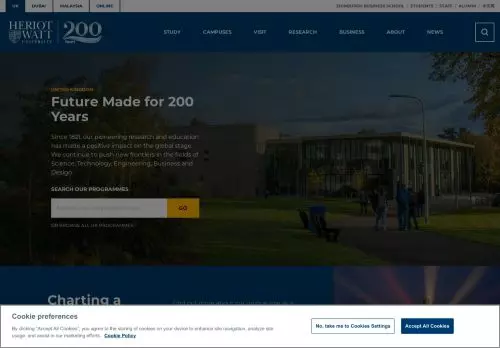 UK DUBAI MALAYSIA ONLINE EDINBURGH BUSINESS SCHOOL STUDENTS STAFF ALUMNI 中文网
HERIOT WATT UNIVERSITY 200
STUDY CAMPUSES VISIT RESEARCH BUSINESS ABOUT NEWS
UNITED KINGDOM
Future Made for 200
Years
Since 1821, our pioneering research and education
has made a positive impact on the global stage.
We continue to push new frontiers in the fields of
Science, Technology, Engineering, Business and
Design.
SEARCH OUR PROGRAMMES
GO
OR BROWSE ALL UK PROGRAMMES
Charting a
Cookie preferences
By clicking "Accept All Cookies", you agree to the storing of cookies on your device to enhance site navigation, analyze site
usage, and assist in our marketing efforts. Cookie Policy
No, take me to Cookies Settings
Accept All Cookies